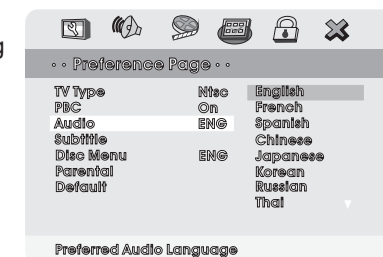 g
·· Preference Page ··
TV Type Ntsc English
PBC On French
Audio ENG Spanish
Subtitle Chinese
Disc Menu ENG Japanese
Parental Korean
Default Russian
Thai
Preferred Audio Language